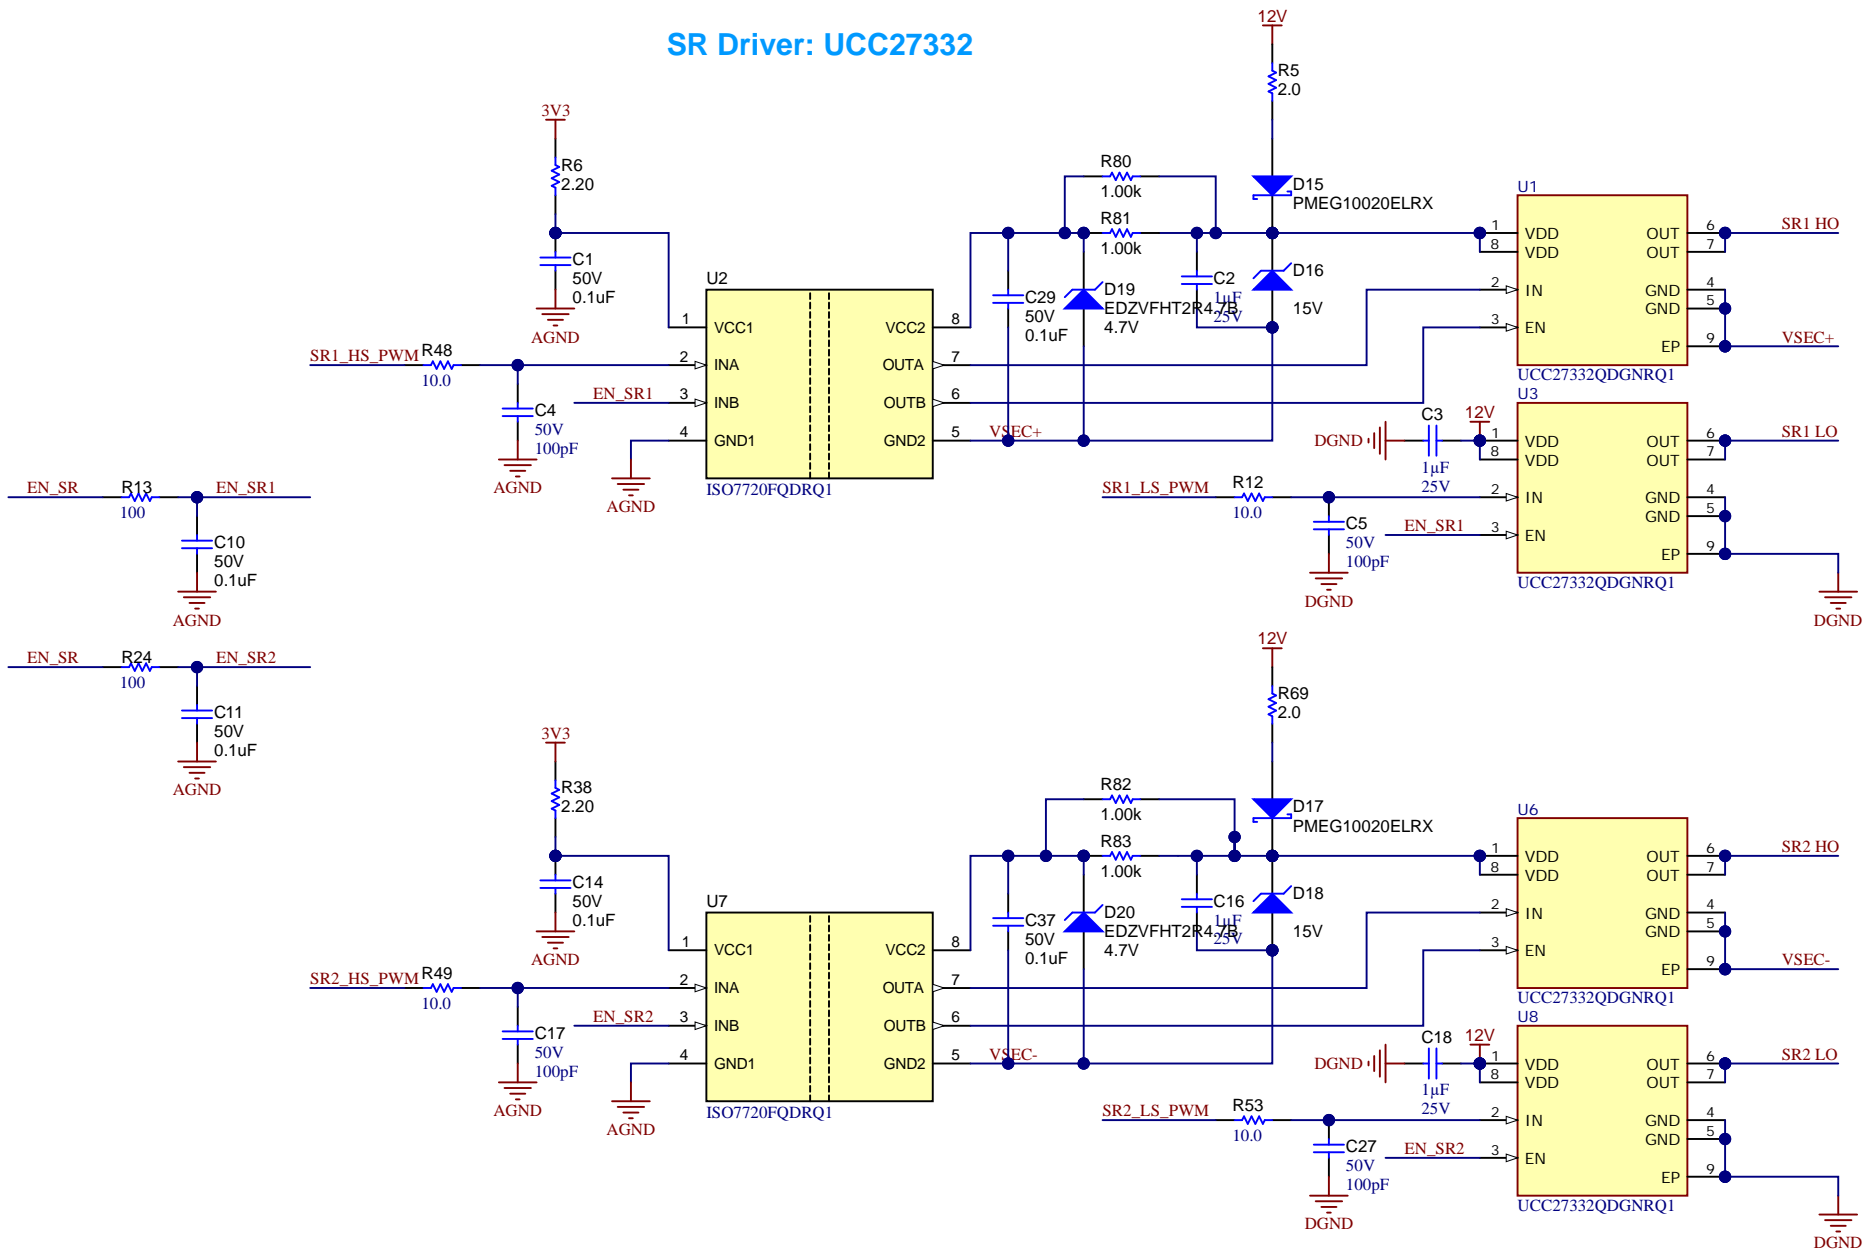 SR Driver: UCC27332
12V
R5
2.0
3V3
R6
2.20
C1
50V
0.1uF
AGND
R80
1.00k
R81
1.00k
D15
PMEG10020ELRX
D16
15V
C2
1µF
25V
C29
50V
0.1uF
D19
EDZVFHT2R4.7B
4.7V
U2
1 VCC1
2 INA
3 INB
4 GND1
VCC2 8
OUTA 7
OUTB 6
GND2 5
ISO7720FQDRQ1
SR1_HS_PWM
R48
10.0
C4
50V
100pF
AGND
EN_SR1
AGND
VSEC+
U1
1 VDD
8 VDD
2 IN
3 EN
OUT 6
OUT 7
GND 4
GND 5
EP 9
UCC27332QDGNRQ1
SR1 HO
VSEC+
U3
1 VDD
8 VDD
2 IN
3 EN
OUT 6
OUT 7
GND 4
GND 5
EP 9
UCC27332QDGNRQ1
SR1 LO
DGND
C3
1µF
25V
12V
DGND
SR1_LS_PWM
R12
10.0
C5
50V
100pF
DGND
EN_SR1
EN_SR
R13
100
EN_SR1
C10
50V
0.1uF
AGND
EN_SR
R24
100
EN_SR2
C11
50V
0.1uF
AGND
12V
R69
2.0
3V3
R38
2.20
C14
50V
0.1uF
AGND
R82
1.00k
R83
1.00k
D17
PMEG10020ELRX
D18
15V
C16
1µF
25V
C37
50V
0.1uF
D20
EDZVFHT2R4.7B
4.7V
U7
1 VCC1
2 INA
3 INB
4 GND1
VCC2 8
OUTA 7
OUTB 6
GND2 5
ISO7720FQDRQ1
SR2_HS_PWM
R49
10.0
C17
50V
100pF
AGND
EN_SR2
AGND
VSEC-
U6
1 VDD
8 VDD
2 IN
3 EN
OUT 6
OUT 7
GND 4
GND 5
EP 9
UCC27332QDGNRQ1
SR2 HO
VSEC-
U8
1 VDD
8 VDD
2 IN
3 EN
OUT 6
OUT 7
GND 4
GND 5
EP 9
UCC27332QDGNRQ1
SR2 LO
DGND
C18
1µF
25V
12V
DGND
SR2_LS_PWM
R53
10.0
C27
50V
100pF
DGND
EN_SR2